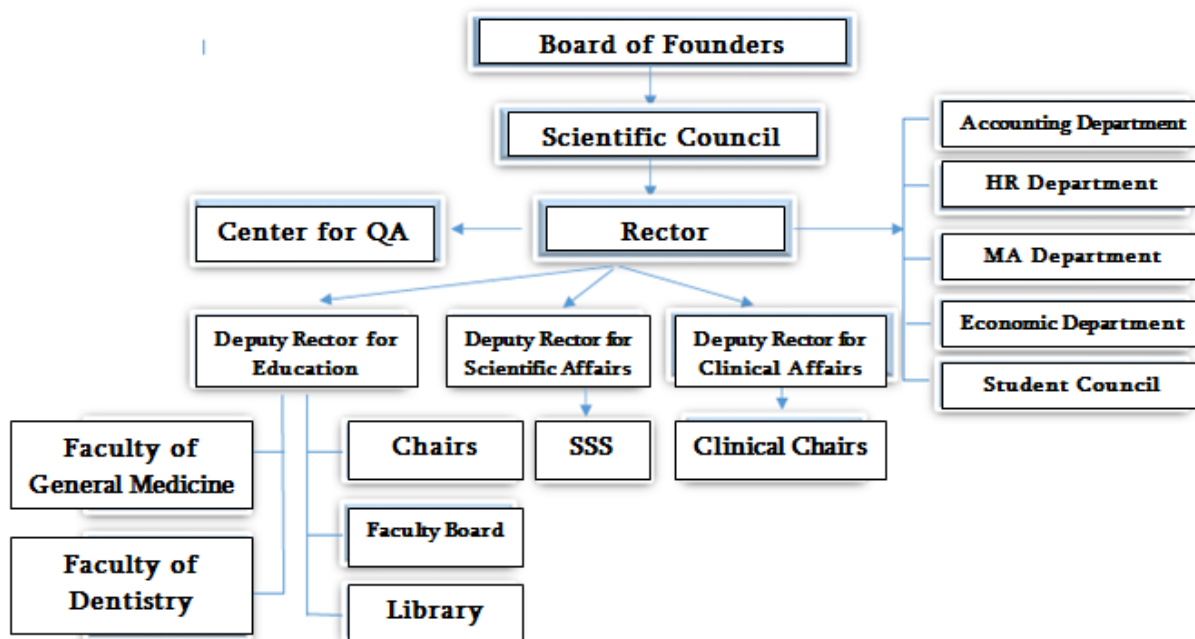 Board of Founders
Scientific Council
Accounting Department
HR Department
Center for QA
Rector
MA Department
Economic Department
Student Council
Deputy Rector for
Education
Deputy Rector for
Scientific Affairs
Deputy Rector for
Clinical Affairs
Faculty of
General Medicine
Chairs
SSS
Clinical Chairs
Faculty Board
Faculty of
Dentistry
Library